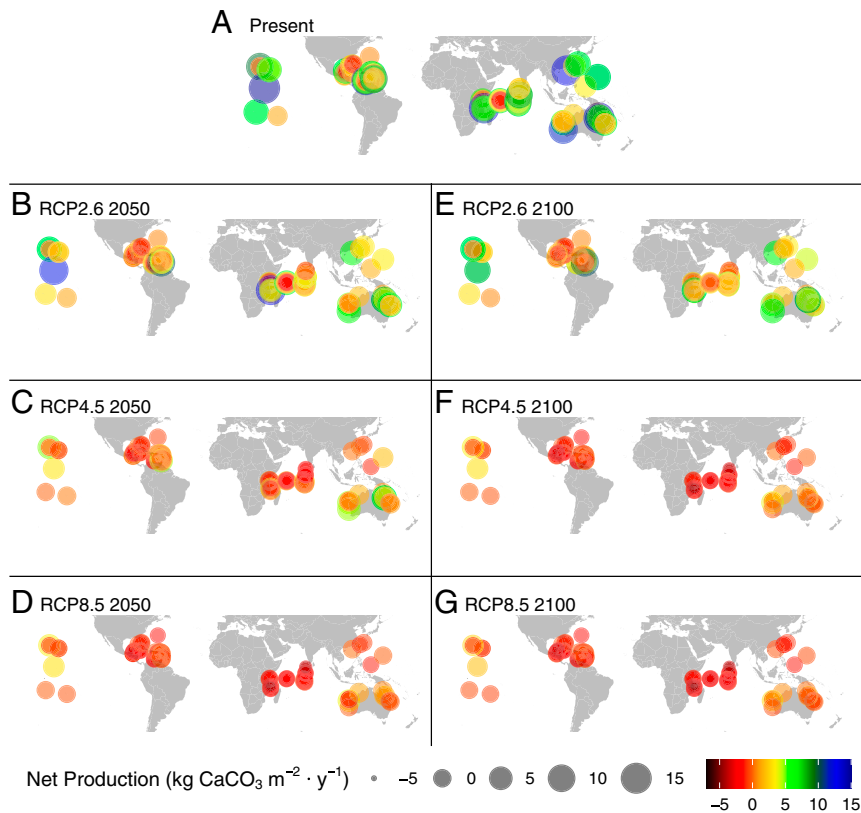 A Present
B RCP2.6 2050
E RCP2.6 2100
C RCP4.5 2050
F RCP4.5 2100
D RCP8.5 2050
G RCP8.5 2100
Net Production (kg CaCO₃ m⁻² · y⁻¹) −5 0 5 10 15
−5 0 5 10 15